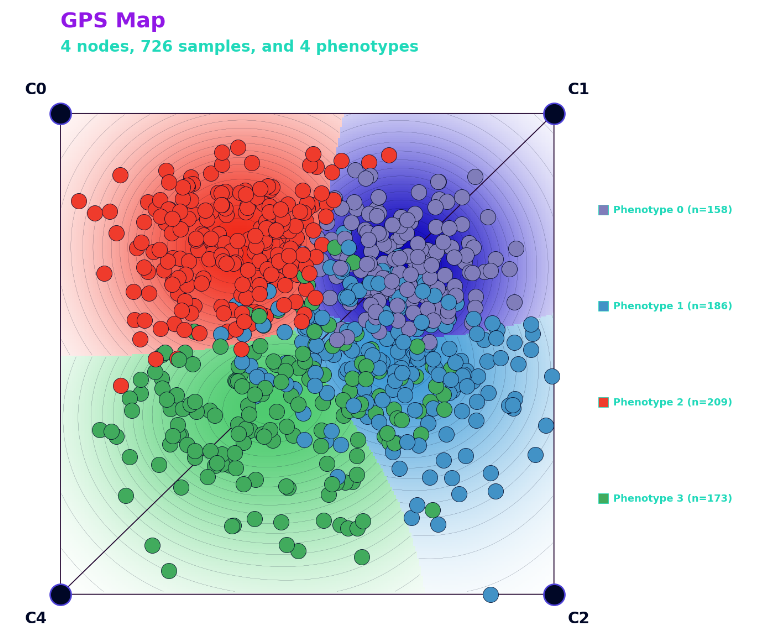 GPS Map
4 nodes, 726 samples, and 4 phenotypes
C0
C1
Phenotype 0 (n=158)
Phenotype 1 (n=186)
Phenotype 2 (n=209)
Phenotype 3 (n=173)
C4
C2